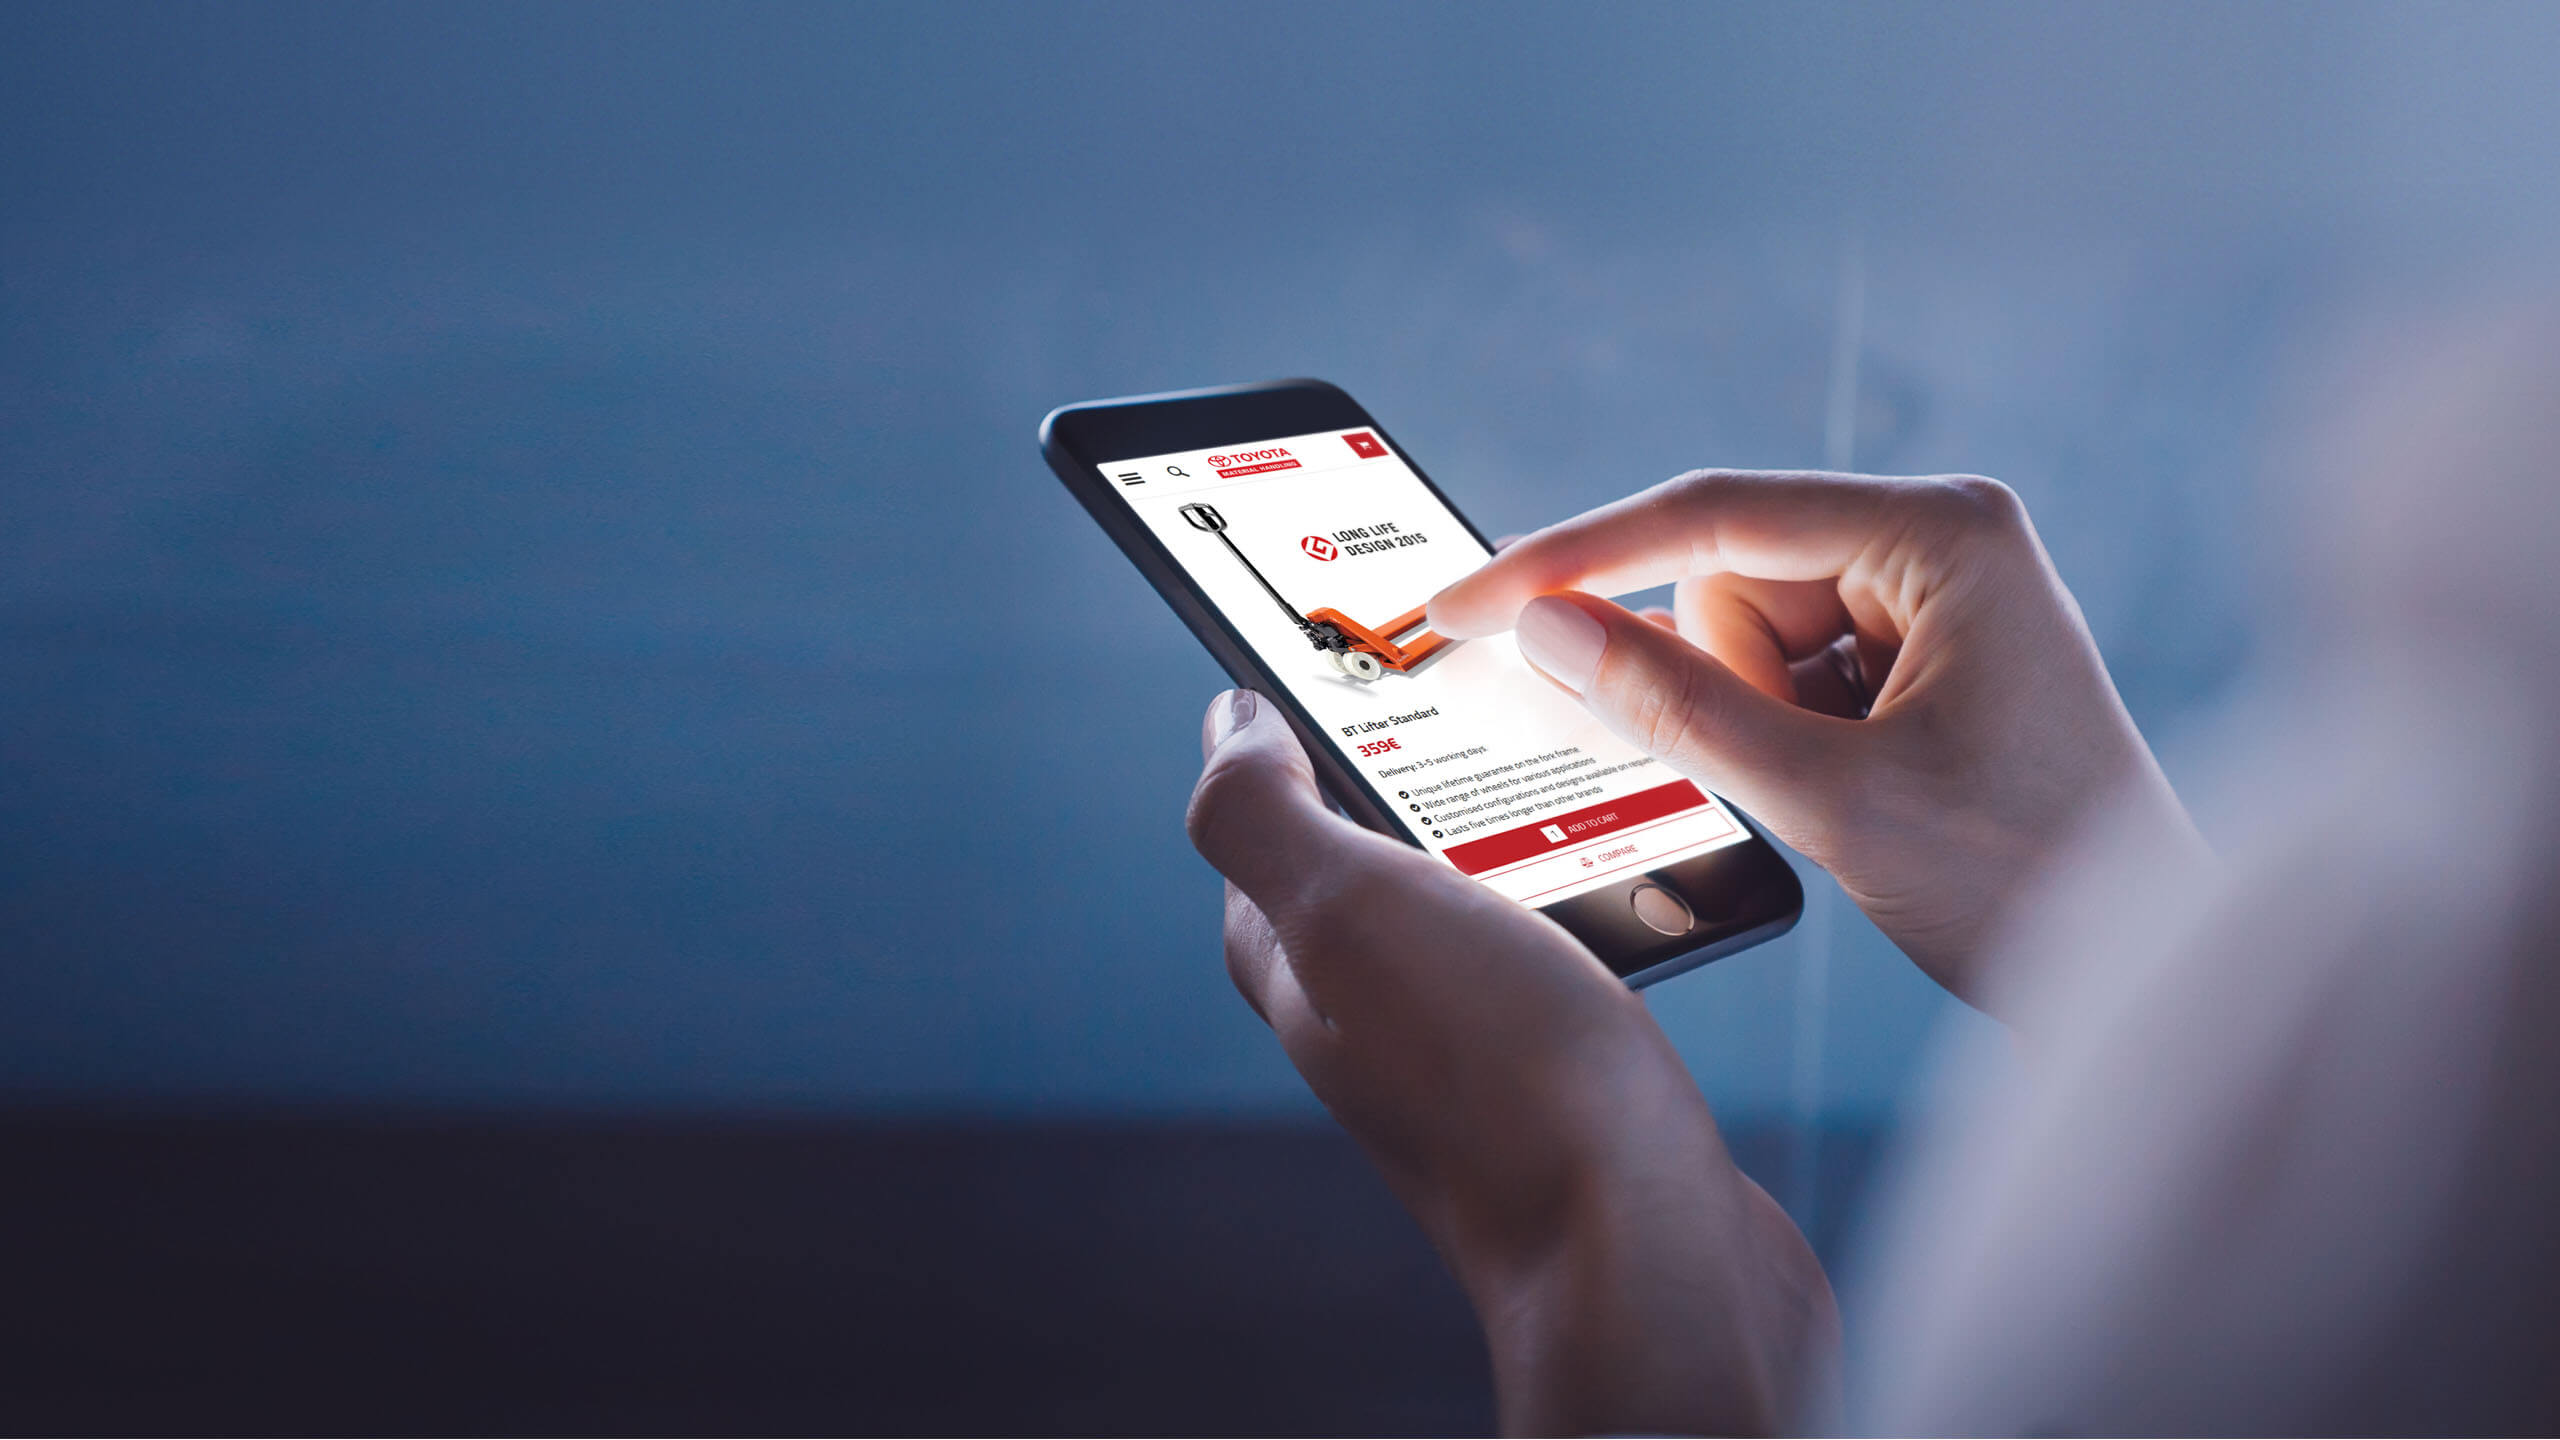 TOYOTA
MATERIAL HANDLING
LONG LIFE
DESIGN 2015
BT Lifter Standard
359€
Delivery: 3-5 working days.
Unique lifetime guarantee on the fork frame
Wide range of wheels for various applications
Customised configurations and designs available on request
Lasts five times longer than other brands
1 ADD TO CART
COMPARE